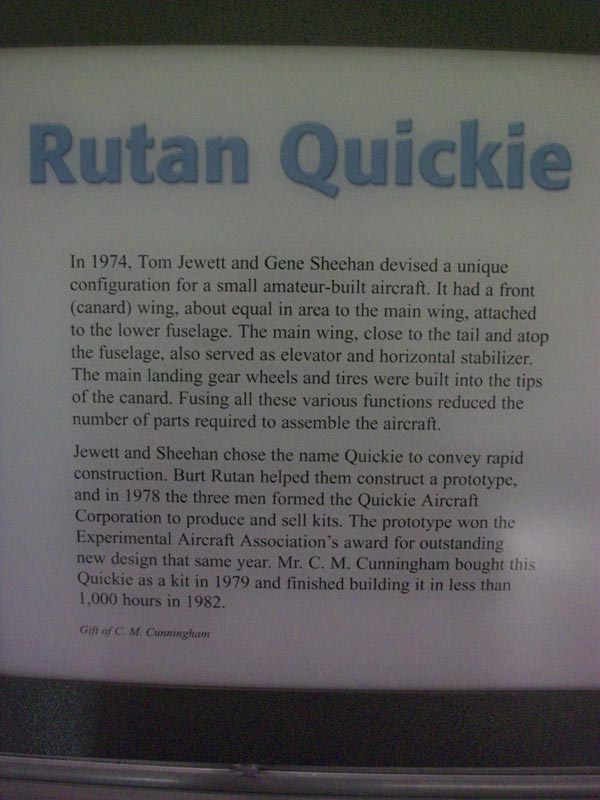 Rutan Quickie
In 1974, Tom Jewett and Gene Sheehan devised a unique
configuration for a small amateur-built aircraft. It had a front
(canard) wing, about equal in area to the main wing, attached
to the lower fuselage. The main wing, close to the tail and atop
the fuselage, also served as elevator and horizontal stabilizer.
The main landing gear wheels and tires were built into the tips
of the canard. Fusing all these various functions reduced the
number of parts required to assemble the aircraft.
Jewett and Sheehan chose the name Quickie to convey rapid
construction. Burt Rutan helped them construct a prototype,
and in 1978 the three men formed the Quickie Aircraft
Corporation to produce and sell kits. The prototype won the
Experimental Aircraft Association's award for outstanding
new design that same year. Mr. C. M. Cunningham bought this
Quickie as a kit in 1979 and finished building it in less than
1,000 hours in 1982.
Gift of C. M. Cunningham